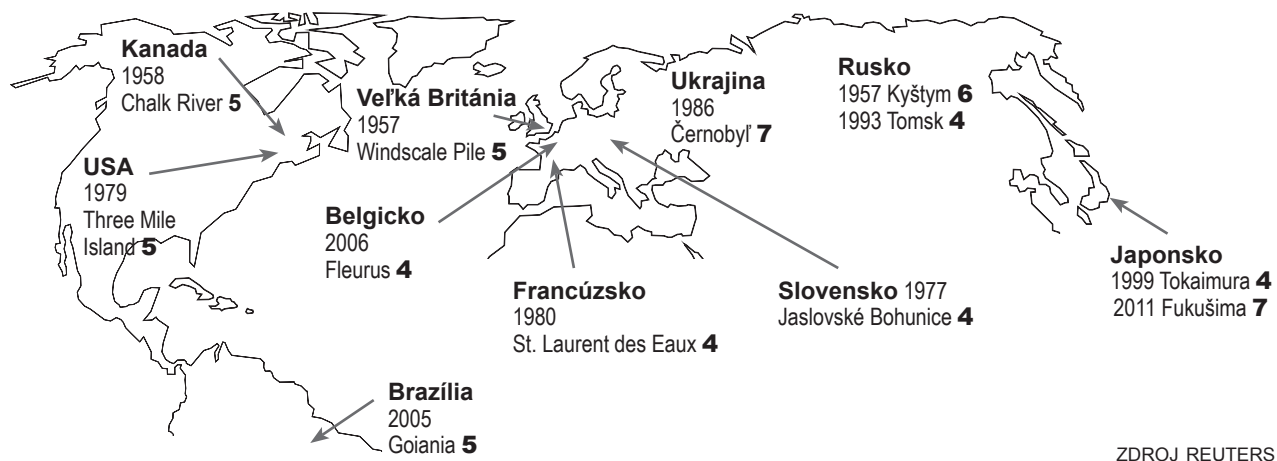 Kanada
1958
Chalk River 5
USA
1979
Three Mile
Island 5
Veľká Británia
1957
Windscale Pile 5
Belgicko
2006
Fleurus 4
Francúzsko
1980
St. Laurent des Eaux 4
Ukrajina
1986
Černobyľ 7
Slovensko 1977
Jaslovské Bohunice 4
Rusko
1957 Kyštym 6
1993 Tomsk 4
Japonsko
1999 Tokaimura 4
2011 Fukušima 7
Brazília
2005
Goiania 5
ZDROJ REUTERS